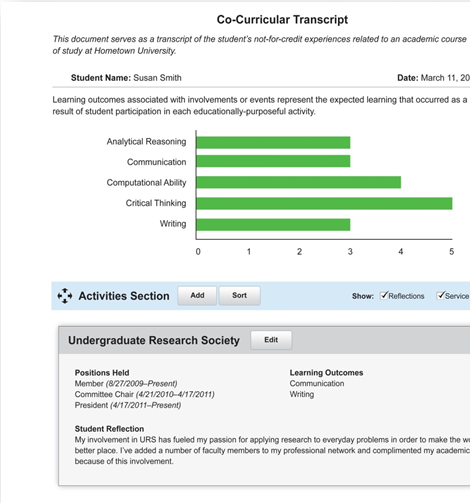 Co-Curricular Transcript
This document serves as a transcript of the student's not-for-credit experiences related to an academic course
of study at Hometown University.
Student Name: Susan Smith
Date: March 11, 20
Learning outcomes associated with involvements or events represent the expected learning that occurred as a
result of student participation in each educationally-purposeful activity.
Analytical Reasoning
Communication
Computational Ability
Critical Thinking
Writing
0 1 2 3 4 5
Activities Section Add Sort Show: Reflections Service
Undergraduate Research Society Edit
Positions Held
Member (8/27/2009–Present)
Committee Chair (4/21/2010–4/17/2011)
President (4/17/2011–Present)
Learning Outcomes
Communication
Writing
Student Reflection
My involvement in URS has fueled my passion for applying research to everyday problems in order to make the
better place. I've added a number of faculty members to my professional network and complimented my academic
because of this involvement.